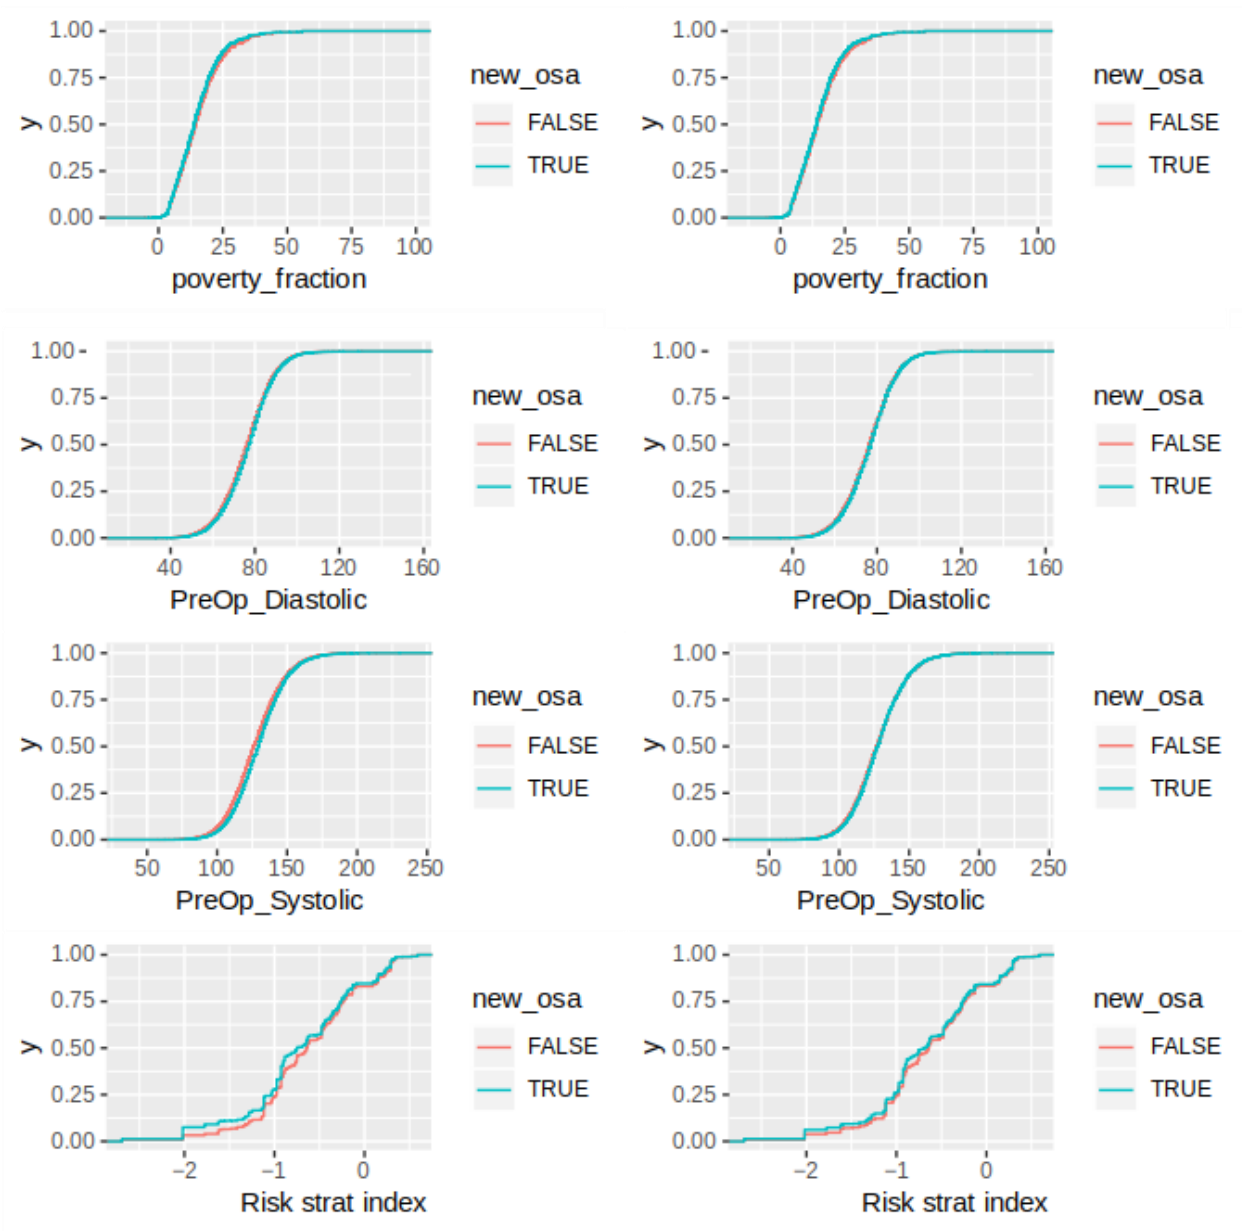 1.00
0.75
0.50
0.25
0.00
y
0 25 50 75 100
poverty_fraction
new_osa
FALSE
TRUE
1.00
0.75
0.50
0.25
0.00
y
0 25 50 75 100
poverty_fraction
new_osa
FALSE
TRUE
1.00
0.75
0.50
0.25
0.00
y
40 80 120 160
PreOp_Diastolic
new_osa
FALSE
TRUE
1.00
0.75
0.50
0.25
0.00
y
40 80 120 160
PreOp_Diastolic
new_osa
FALSE
TRUE
1.00
0.75
0.50
0.25
0.00
y
50 100 150 200 250
PreOp_Systolic
new_osa
FALSE
TRUE
1.00
0.75
0.50
0.25
0.00
y
50 100 150 200 250
PreOp_Systolic
new_osa
FALSE
TRUE
1.00
0.75
0.50
0.25
0.00
y
−2 −1 0
Risk strat index
new_osa
FALSE
TRUE
1.00
0.75
0.50
0.25
0.00
y
−2 −1 0
Risk strat index
new_osa
FALSE
TRUE